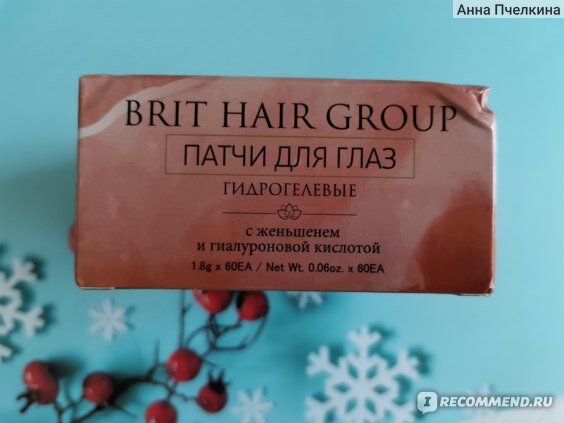 Анна Пчелкина
BRIT HAIR GROUP
ПАТЧИ ДЛЯ ГЛАЗ
ГИДРОГЕЛЕВЫЕ
с женьшенем
и гиалуроновой кислотой
1.8g x 60EA / Net Wt. 0.06oz. x 60EA
I RECOMMEND.RU